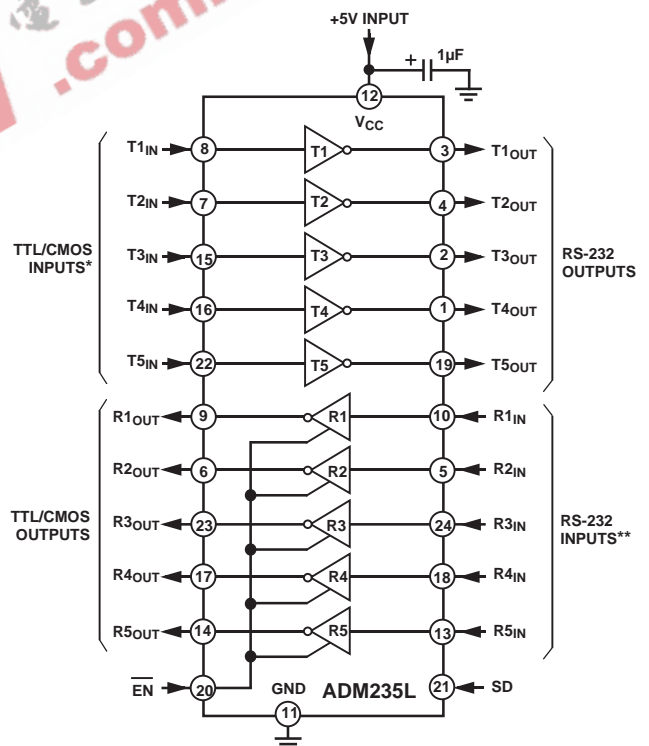 .com
+5V INPUT
+ 1µF
12
VCC
T1IN 8 T1 3 T1OUT
T2IN 7 T2 4 T2OUT
TTL/CMOS INPUTS*
T3IN 15 T3 2 T3OUT
RS-232 OUTPUTS
T4IN 16 T4 1 T4OUT
T5IN 22 T5 19 T5OUT
R1OUT 9 R1 10 R1IN
R2OUT 6 R2 5 R2IN
TTL/CMOS OUTPUTS
R3OUT 23 R3 24 R3IN
RS-232 INPUTS**
R4OUT 17 R4 18 R4IN
R5OUT 14 R5 13 R5IN
EN 20 GND ADM235L 21 SD
11